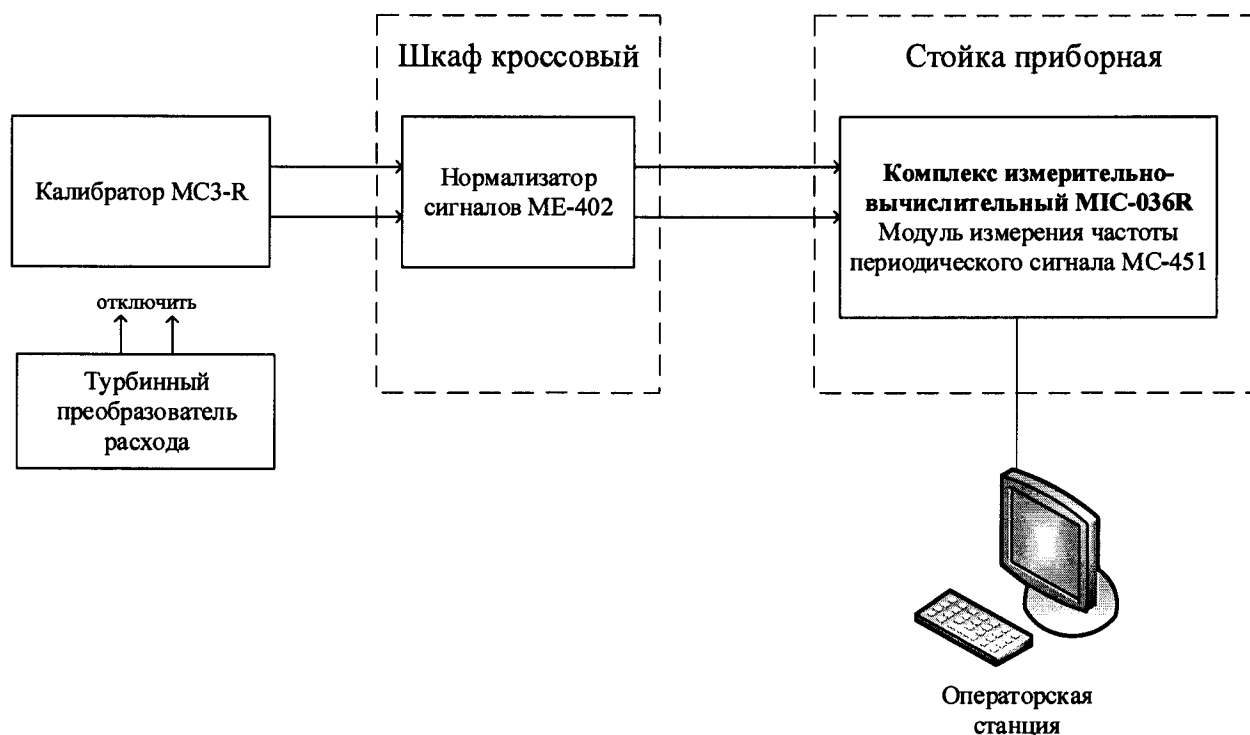 Шкаф кроссовый
Стойка приборная
Калибратор МС3-R
Нормализатор
сигналов МЕ-402
Комплекс измерительно-
вычислительный MIC-036R
Модуль измерения частоты
периодического сигнала МС-451
отключить
Турбинный
преобразователь
расхода
Операторская
станция